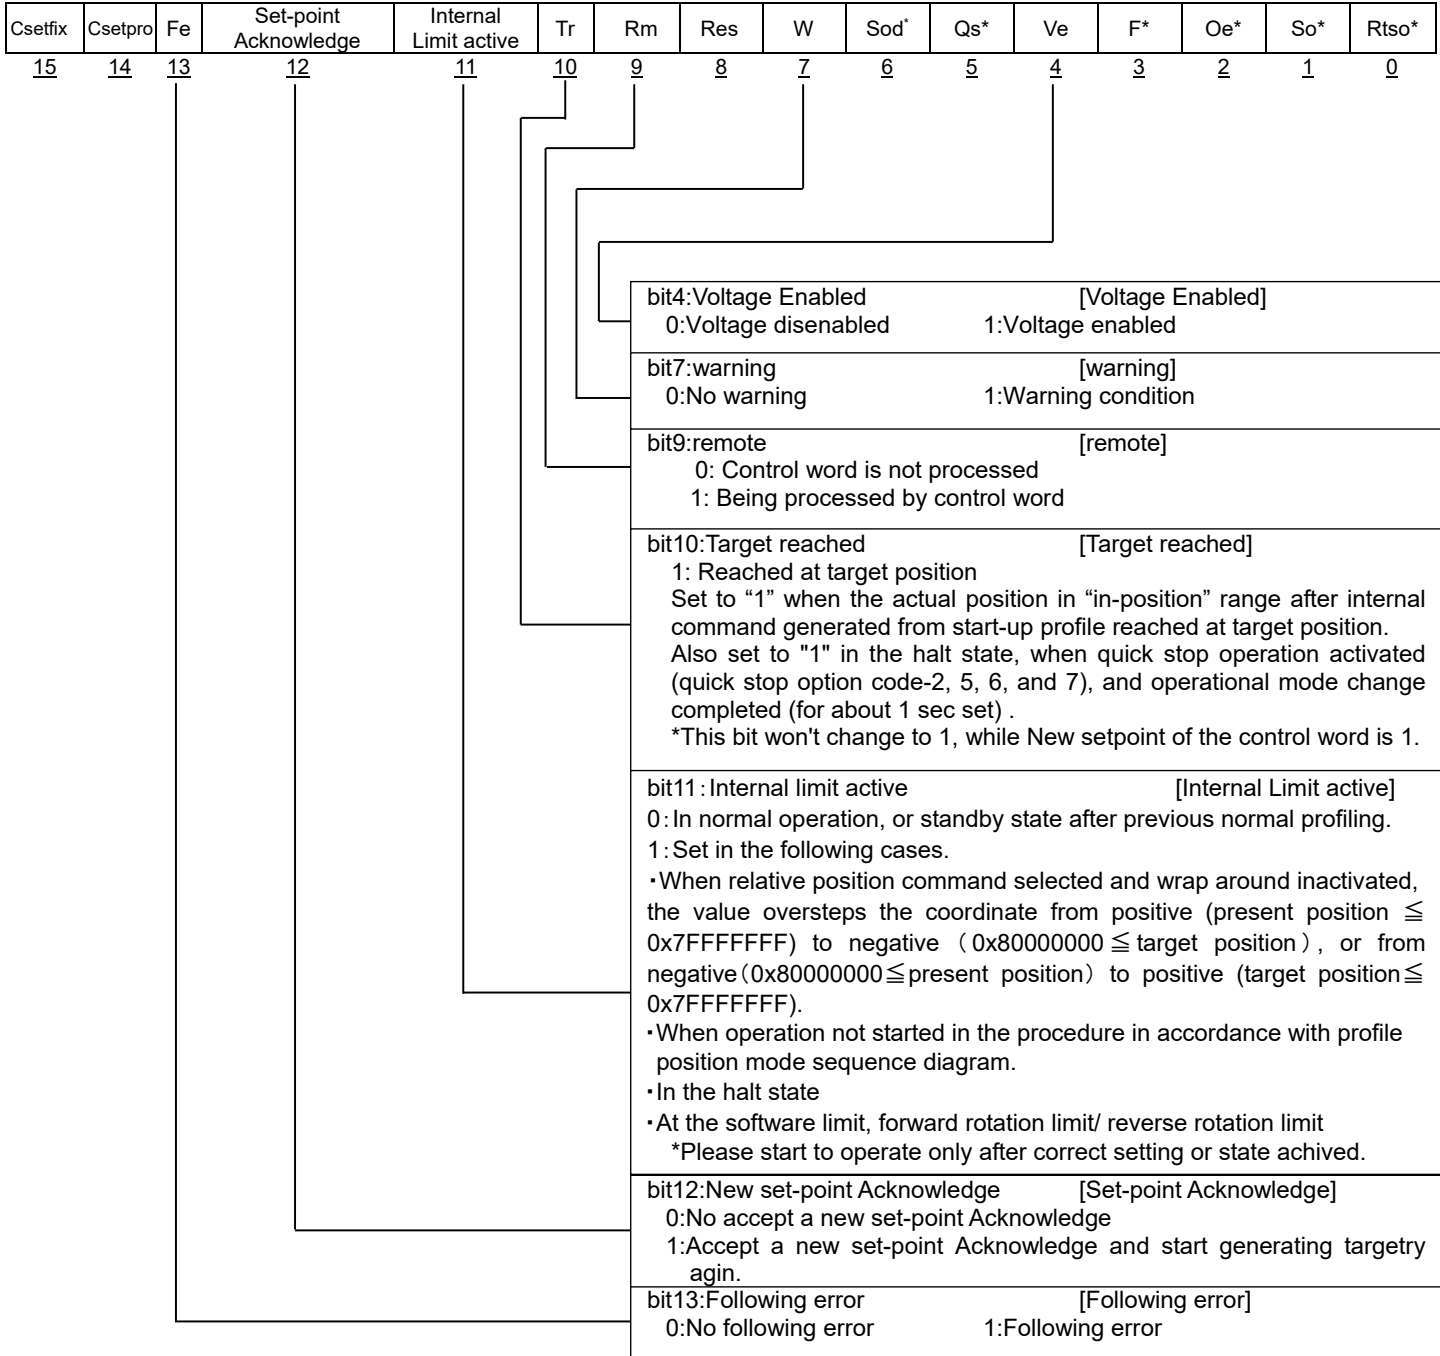 Csetfix Csetpro Fe Set-point Acknowledge Internal Limit active Tr Rm Res W Sod* Qs* Ve F* Oe* So* Rtso*
15 14 13 12 11 10 9 8 7 6 5 4 3 2 1 0
bit4:Voltage Enabled [Voltage Enabled]
0:Voltage disenabled 1:Voltage enabled
bit7:warning [warning]
0:No warning 1:Warning condition
bit9:remote [remote]
0: Control word is not processed
1: Being processed by control word
bit10:Target reached [Target reached]
1: Reached at target position
Set to “1” when the actual position in “in-position” range after internal
command generated from start-up profile reached at target position.
Also set to "1" in the halt state, when quick stop operation activated
(quick stop option code-2, 5, 6, and 7), and operational mode change
completed (for about 1 sec set) .
*This bit won't change to 1, while New setpoint of the control word is 1.
bit11:Internal limit active [Internal Limit active]
0:In normal operation, or standby state after previous normal profiling.
1:Set in the following cases.
・When relative position command selected and wrap around inactivated,
the value oversteps the coordinate from positive (present position ≦
0x7FFFFFFF) to negative（0x80000000≦target position）, or from
negative（0x80000000≦present position）to positive (target position≦
0x7FFFFFFF).
・When operation not started in the procedure in accordance with profile
position mode sequence diagram.
・In the halt state
・At the software limit, forward rotation limit/ reverse rotation limit
*Please start to operate only after correct setting or state achived.
bit12:New set-point Acknowledge [Set-point Acknowledge]
0:No accept a new set-point Acknowledge
1:Accept a new set-point Acknowledge and start generating targetry
agin.
bit13:Following error [Following error]
0:No following error 1:Following error